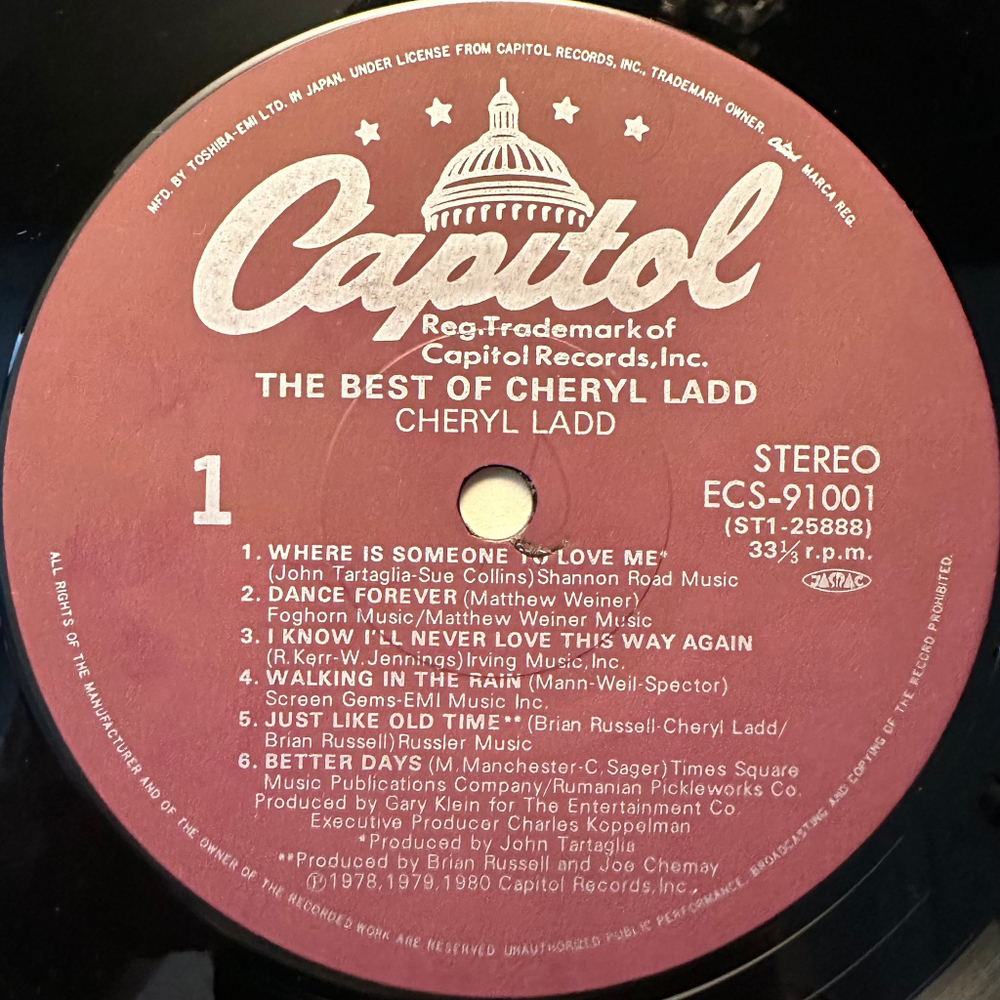 MFD. BY TOSHIBA-EMI LTD. IN JAPAN. UNDER LICENSE FROM CAPITOL RECORDS, INC., TRADEMARK OWNER. Capitol MARCA REG.
Capitol
Reg. Trademark of
Capitol Records, Inc.
THE BEST OF CHERYL LADD
CHERYL LADD
1
STEREO
ECS-91001
(ST1-25888)
33⅓ r.p.m.
JASRAC
1. WHERE IS SOMEONE TO LOVE ME*
(John Tartaglia-Sue Collins) Shannon Road Music
2. DANCE FOREVER (Matthew Weiner)
Foghorn Music/Matthew Weiner Music
3. I KNOW I'LL NEVER LOVE THIS WAY AGAIN
(R. Kerr-W. Jennings) Irving Music, Inc.
4. WALKING IN THE RAIN (Mann-Weil-Spector)
Screen Gems-EMI Music Inc.
5. JUST LIKE OLD TIME** (Brian Russell-Cheryl Ladd/
Brian Russell) Russler Music
6. BETTER DAYS (M. Manchester-C. Sager) Times Square
Music Publications Company/Rumanian Pickleworks Co.
Produced by Gary Klein for The Entertainment Co.
Executive Producer Charles Koppelman
*Produced by John Tartaglia
**Produced by Brian Russell and Joe Chemay
Ⓟ1978, 1979, 1980 Capitol Records, Inc.,
ALL RIGHTS OF THE MANUFACTURER AND OF THE OWNER OF THE RECORDED WORK ARE RESERVED UNAUTHORIZED PUBLIC PERFORMANCE, BROADCASTING AND COPYING OF THE RECORD PROHIBITED.